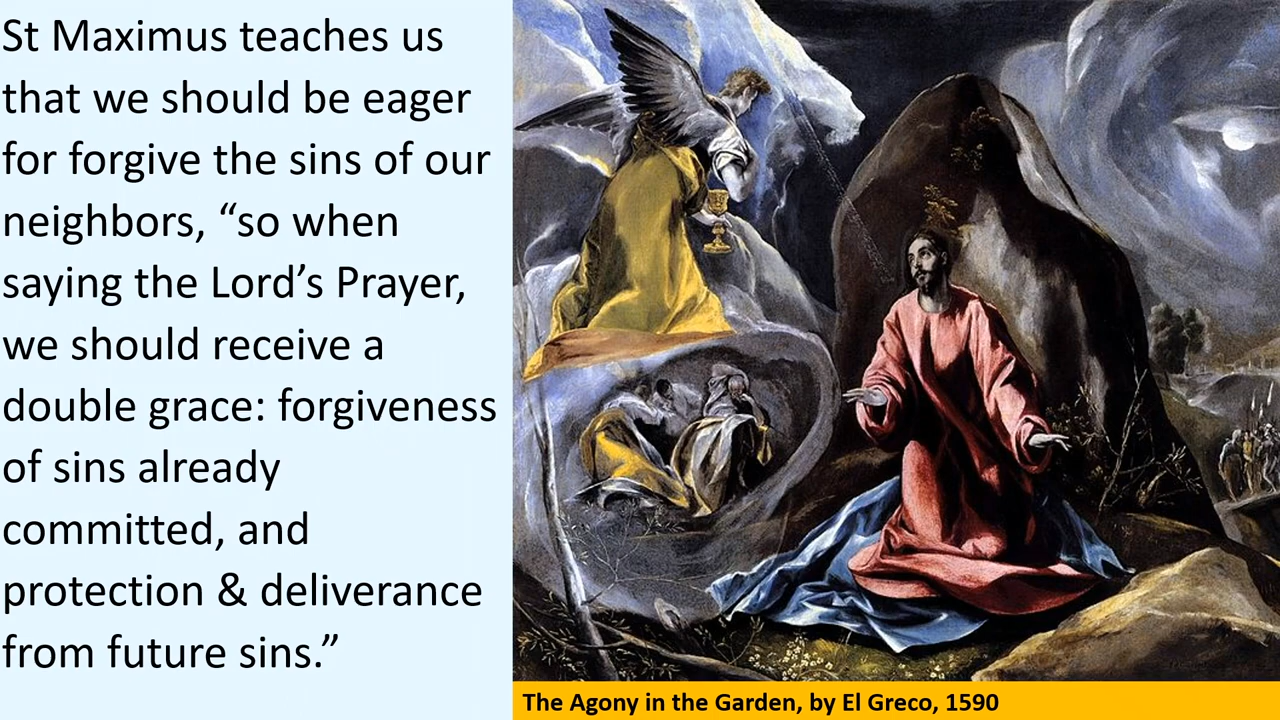 St Maximus teaches us
that we should be eager
for forgive the sins of our
neighbors, “so when
saying the Lord’s Prayer,
we should receive a
double grace: forgiveness
of sins already
committed, and
protection & deliverance
from future sins.”
The Agony in the Garden, by El Greco, 1590